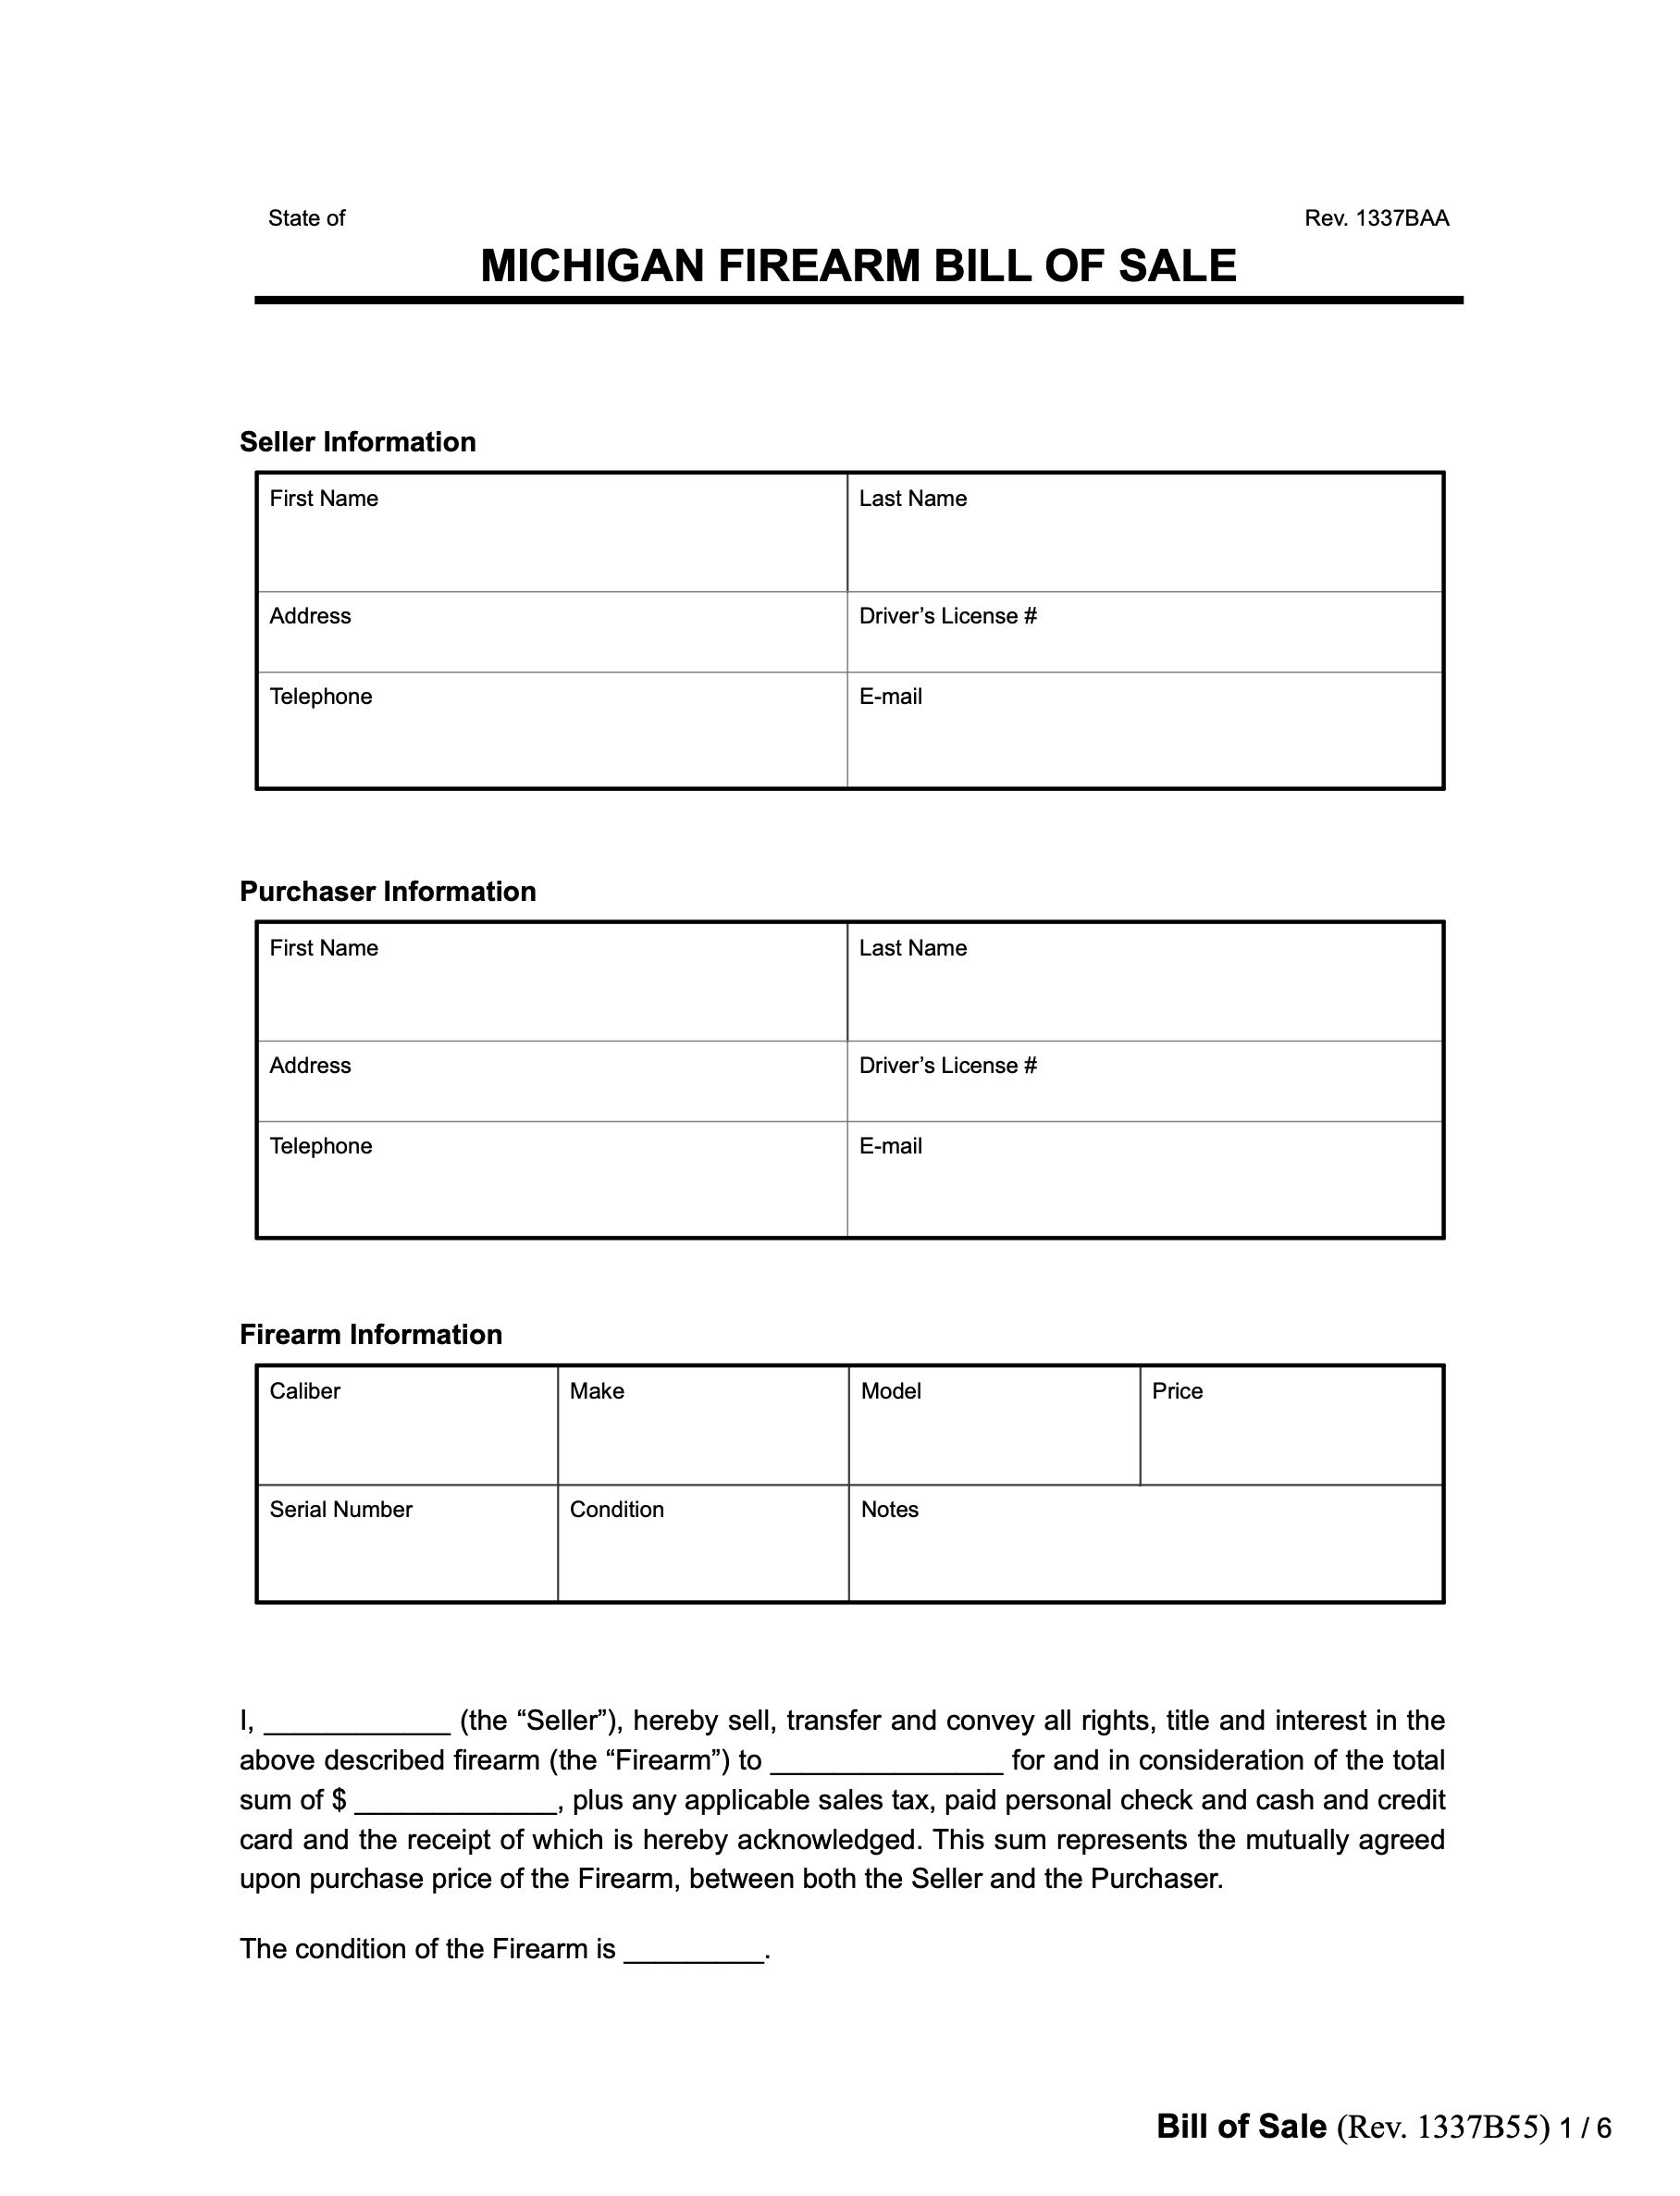 State of Rev. 1337BAA
MICHIGAN FIREARM BILL OF SALE
Seller Information
First Name Last Name
Address Driver’s License #
Telephone E-mail
Purchaser Information
First Name Last Name
Address Driver’s License #
Telephone E-mail
Firearm Information
Caliber Make Model Price
Serial Number Condition Notes
I, ____________ (the “Seller”), hereby sell, transfer and convey all rights, title and interest in the
above described firearm (the “Firearm”) to _______________ for and in consideration of the total
sum of $ _____________, plus any applicable sales tax, paid personal check and cash and credit
card and the receipt of which is hereby acknowledged. This sum represents the mutually agreed
upon purchase price of the Firearm, between both the Seller and the Purchaser.
The condition of the Firearm is _________.
Bill of Sale (Rev. 1337B55) 1 / 6